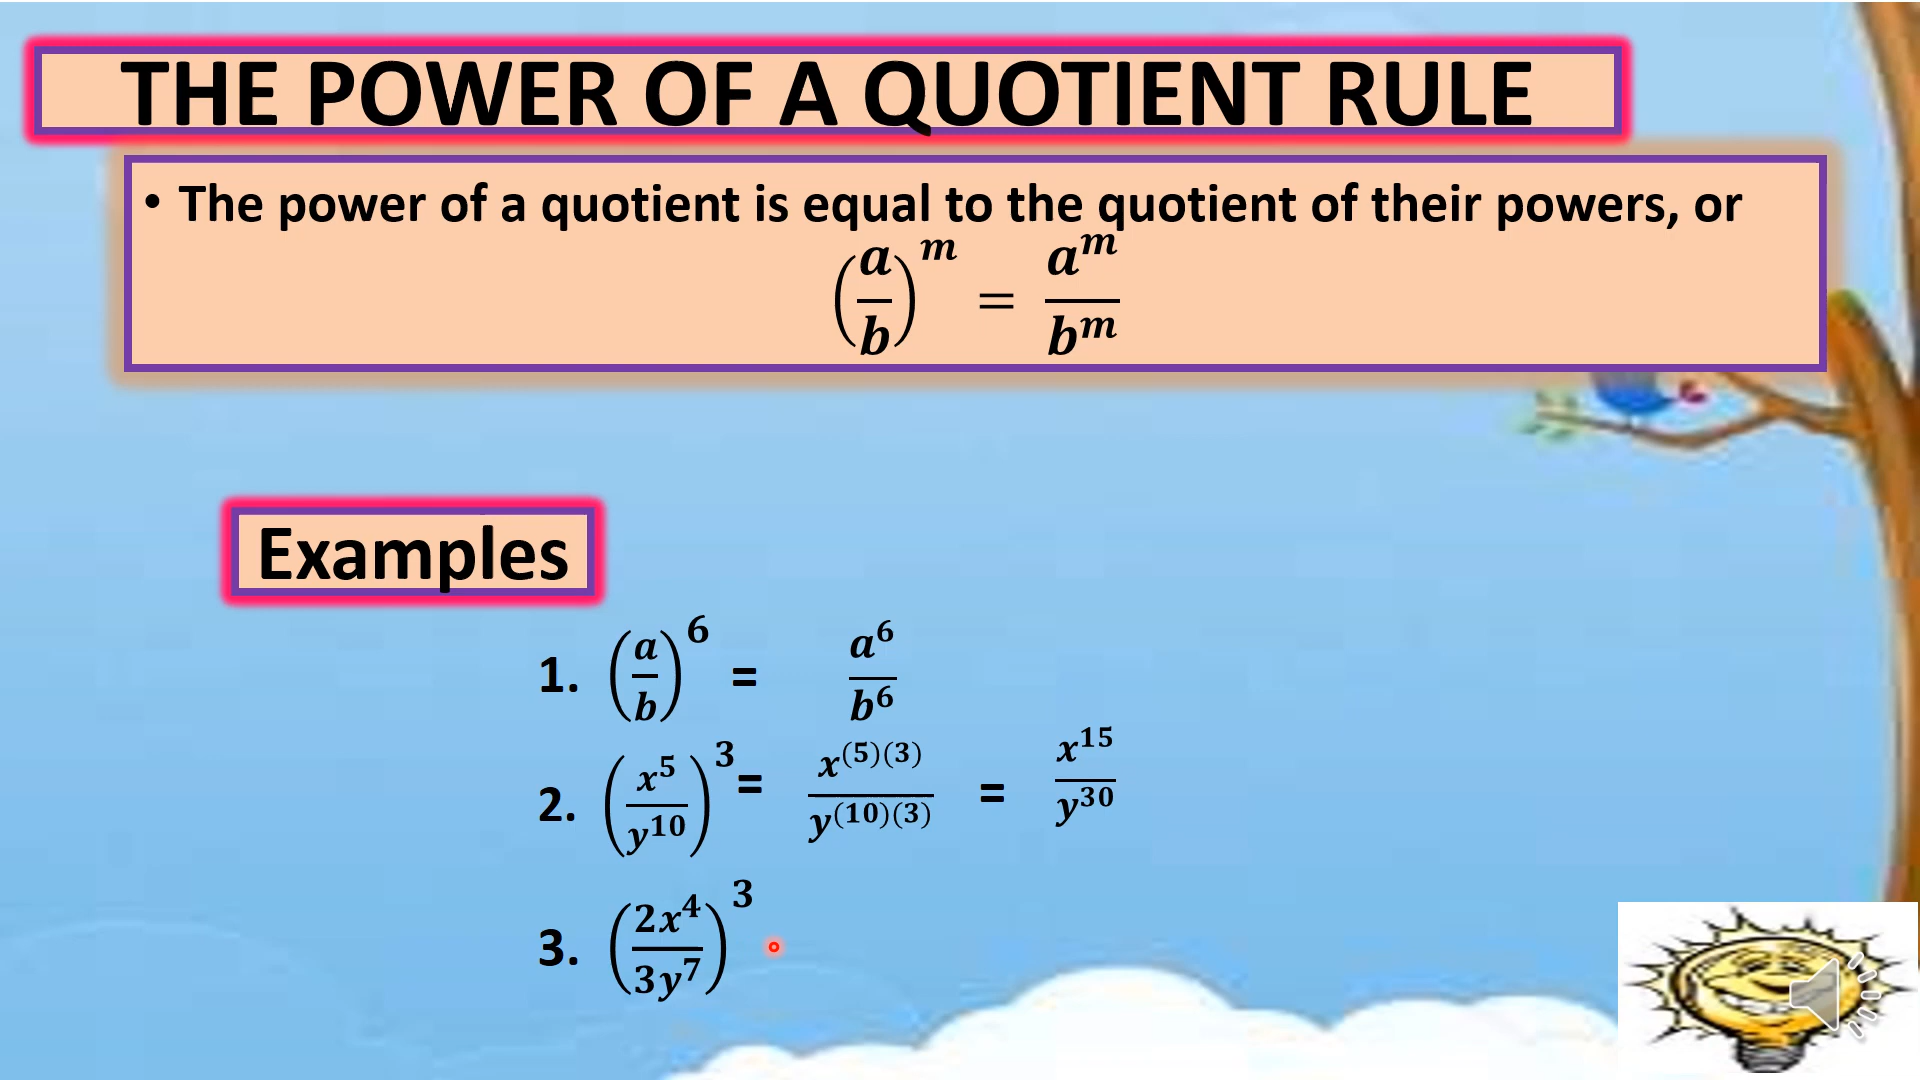 THE POWER OF A QUOTIENT RULE
• The power of a quotient is equal to the quotient of their powers, or
(a/b)^m = a^m/b^m
Examples
1. (a/b)^6 = a^6/b^6
2. (x^5/y^10)^3 = x^(5)(3)/y^(10)(3) = x^15/y^30
3. (2x^4/3y^7)^3